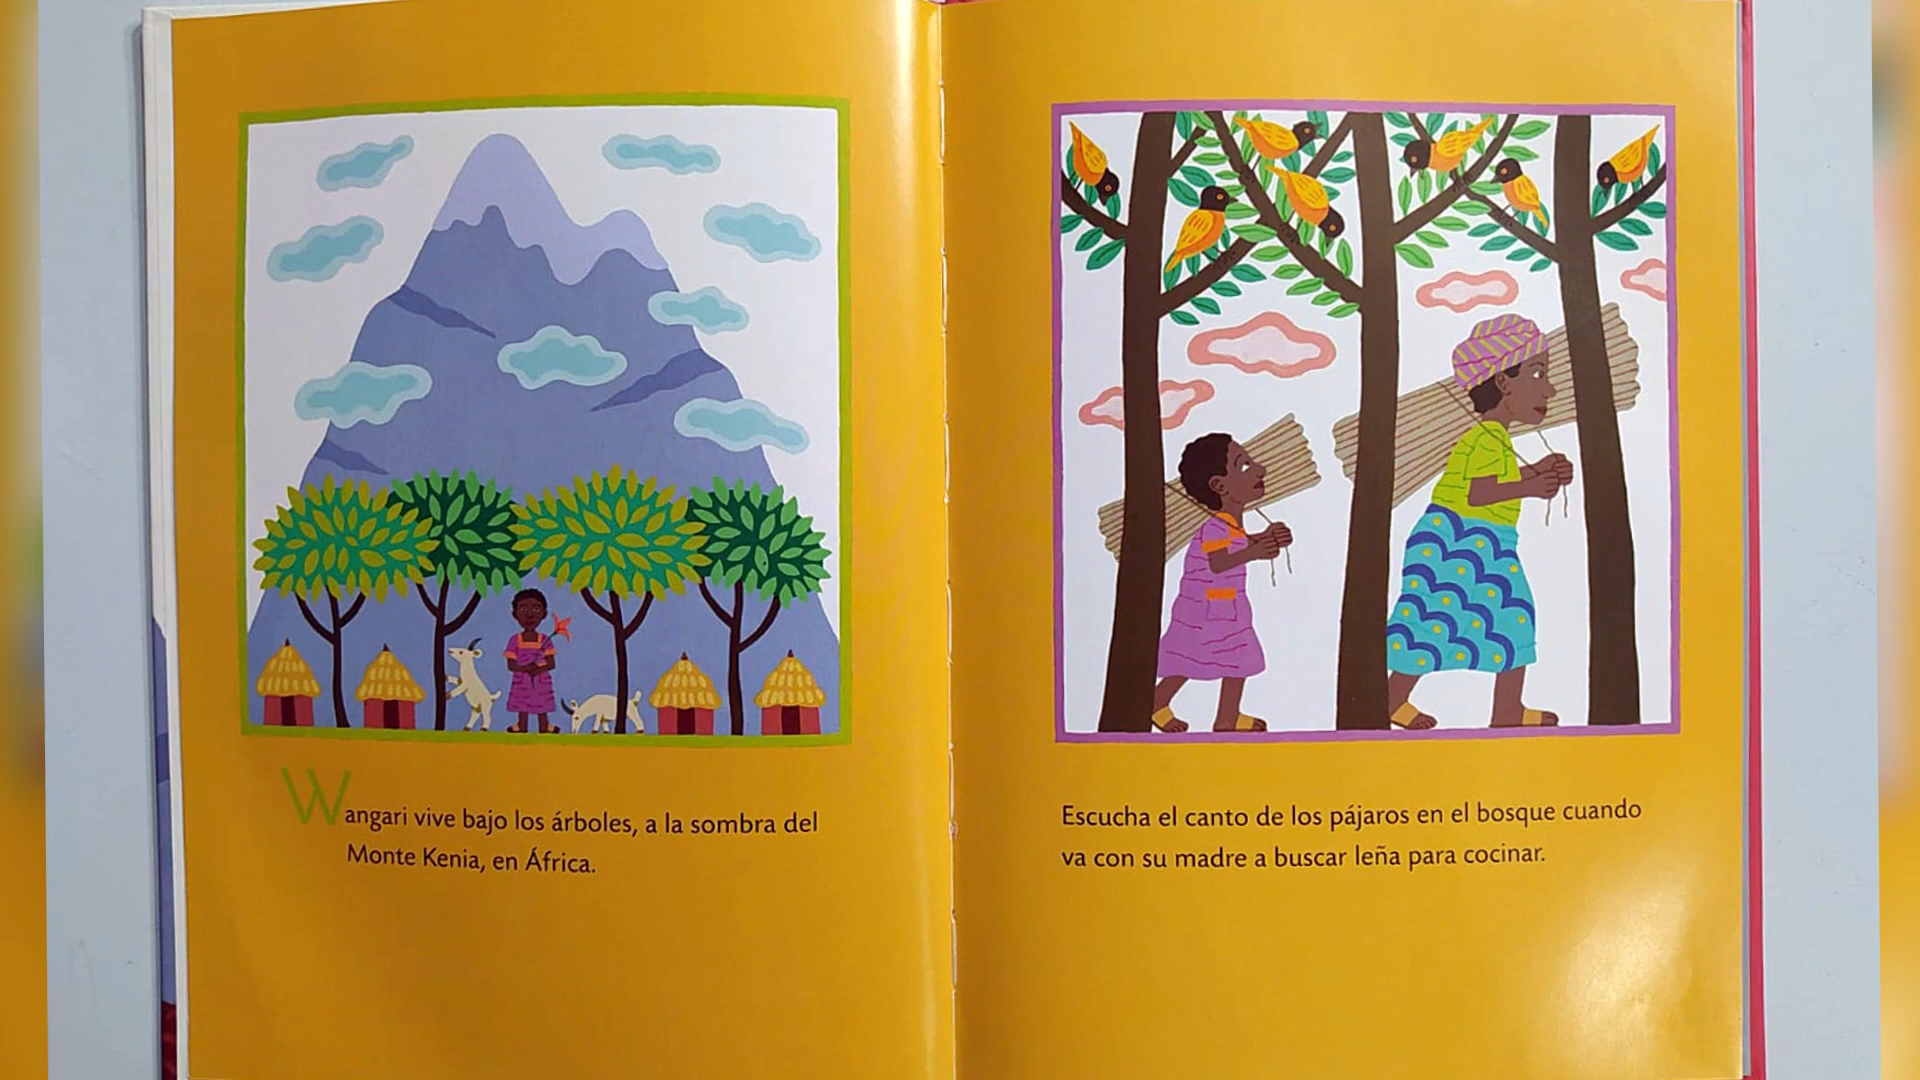 Wangari vive bajo los árboles, a la sombra del
Monte Kenia, en África.
Escucha el canto de los pájaros en el bosque cuando
va con su madre a buscar leña para cocinar.